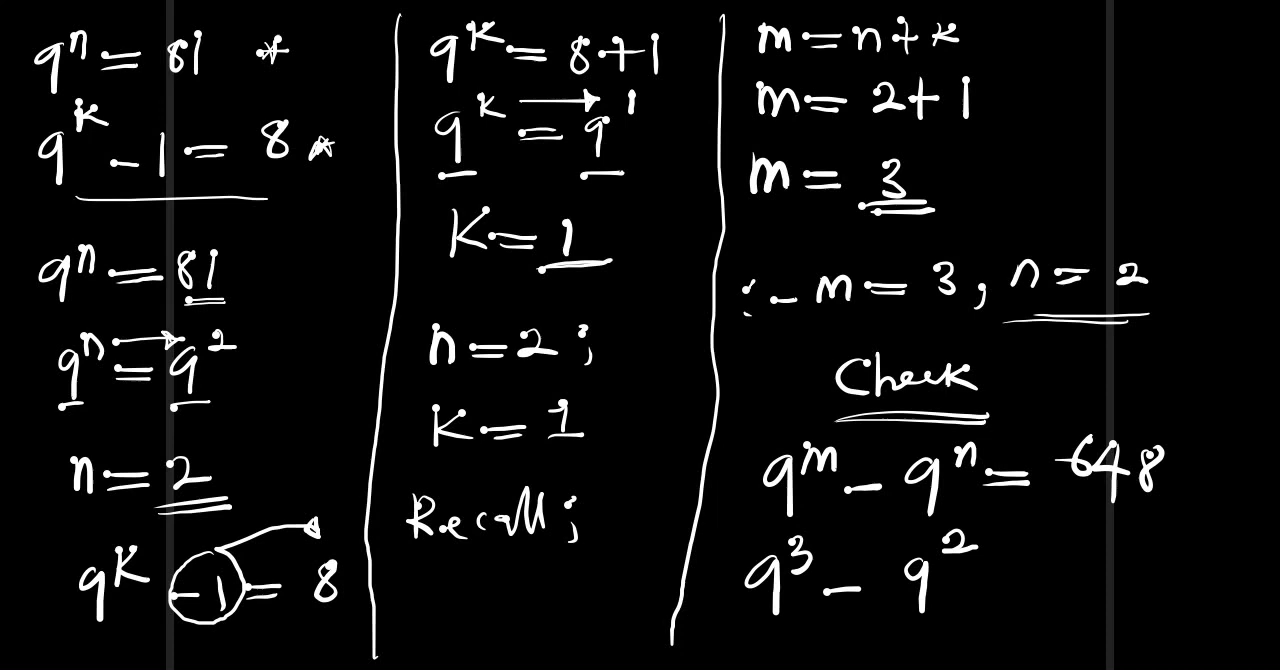 9ⁿ = 81 *
9ᴷ - 1 = 8 *
9ⁿ = 81
9ⁿ = 9²
n = 2
9ᴷ - 1 = 8
9ᴷ = 8 + 1
9ᴷ = 9¹
K = 1
n = 2 ;
K = 1
Recall ;
m = n + K
m = 2 + 1
m = 3
∴ m = 3 , n = 2
Check
9ᵐ - 9ⁿ = 648
9³ - 9²